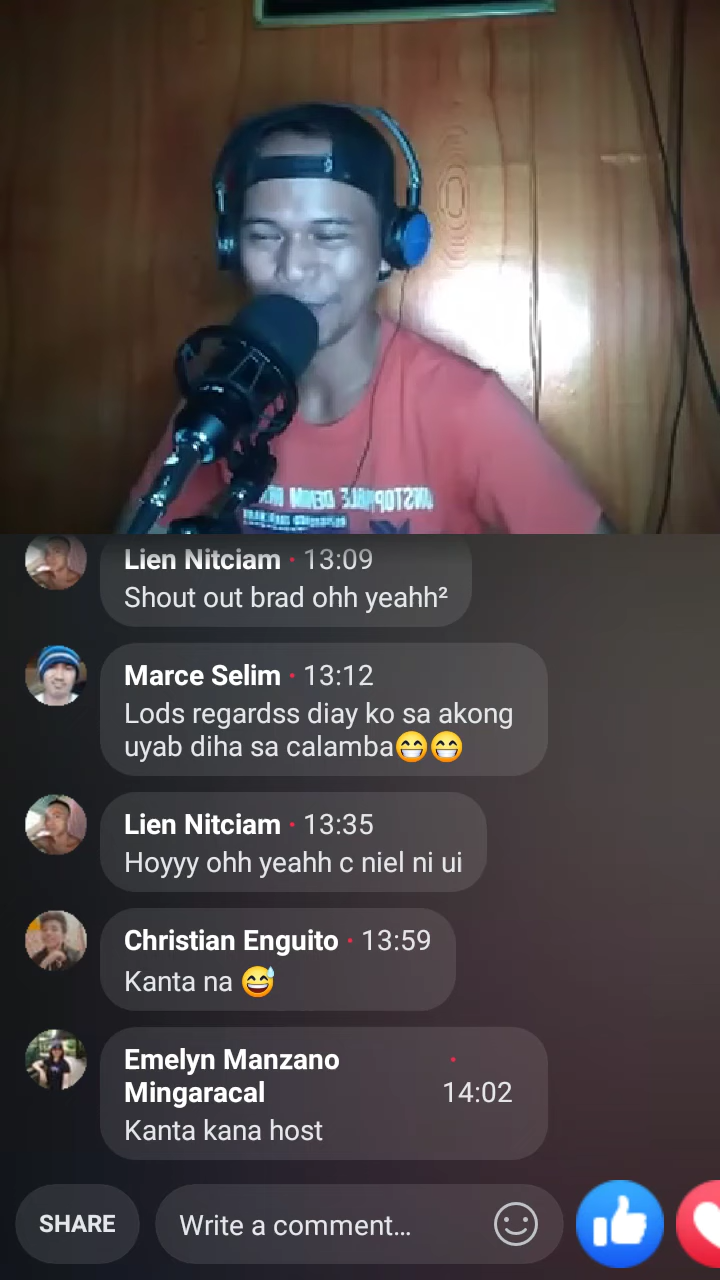 Lien Nitciam · 13:09
Shout out brad ohh yeahh²
Marce Selim · 13:12
Lods regardss diay ko sa akong
uyab diha sa calamba😁😁
Lien Nitciam · 13:35
Hoyyy ohh yeahh c niel ni ui
Christian Enguito · 13:59
Kanta na 😅
Emelyn Manzano ·
Mingaracal 14:02
Kanta kana host
SHARE
Write a comment...